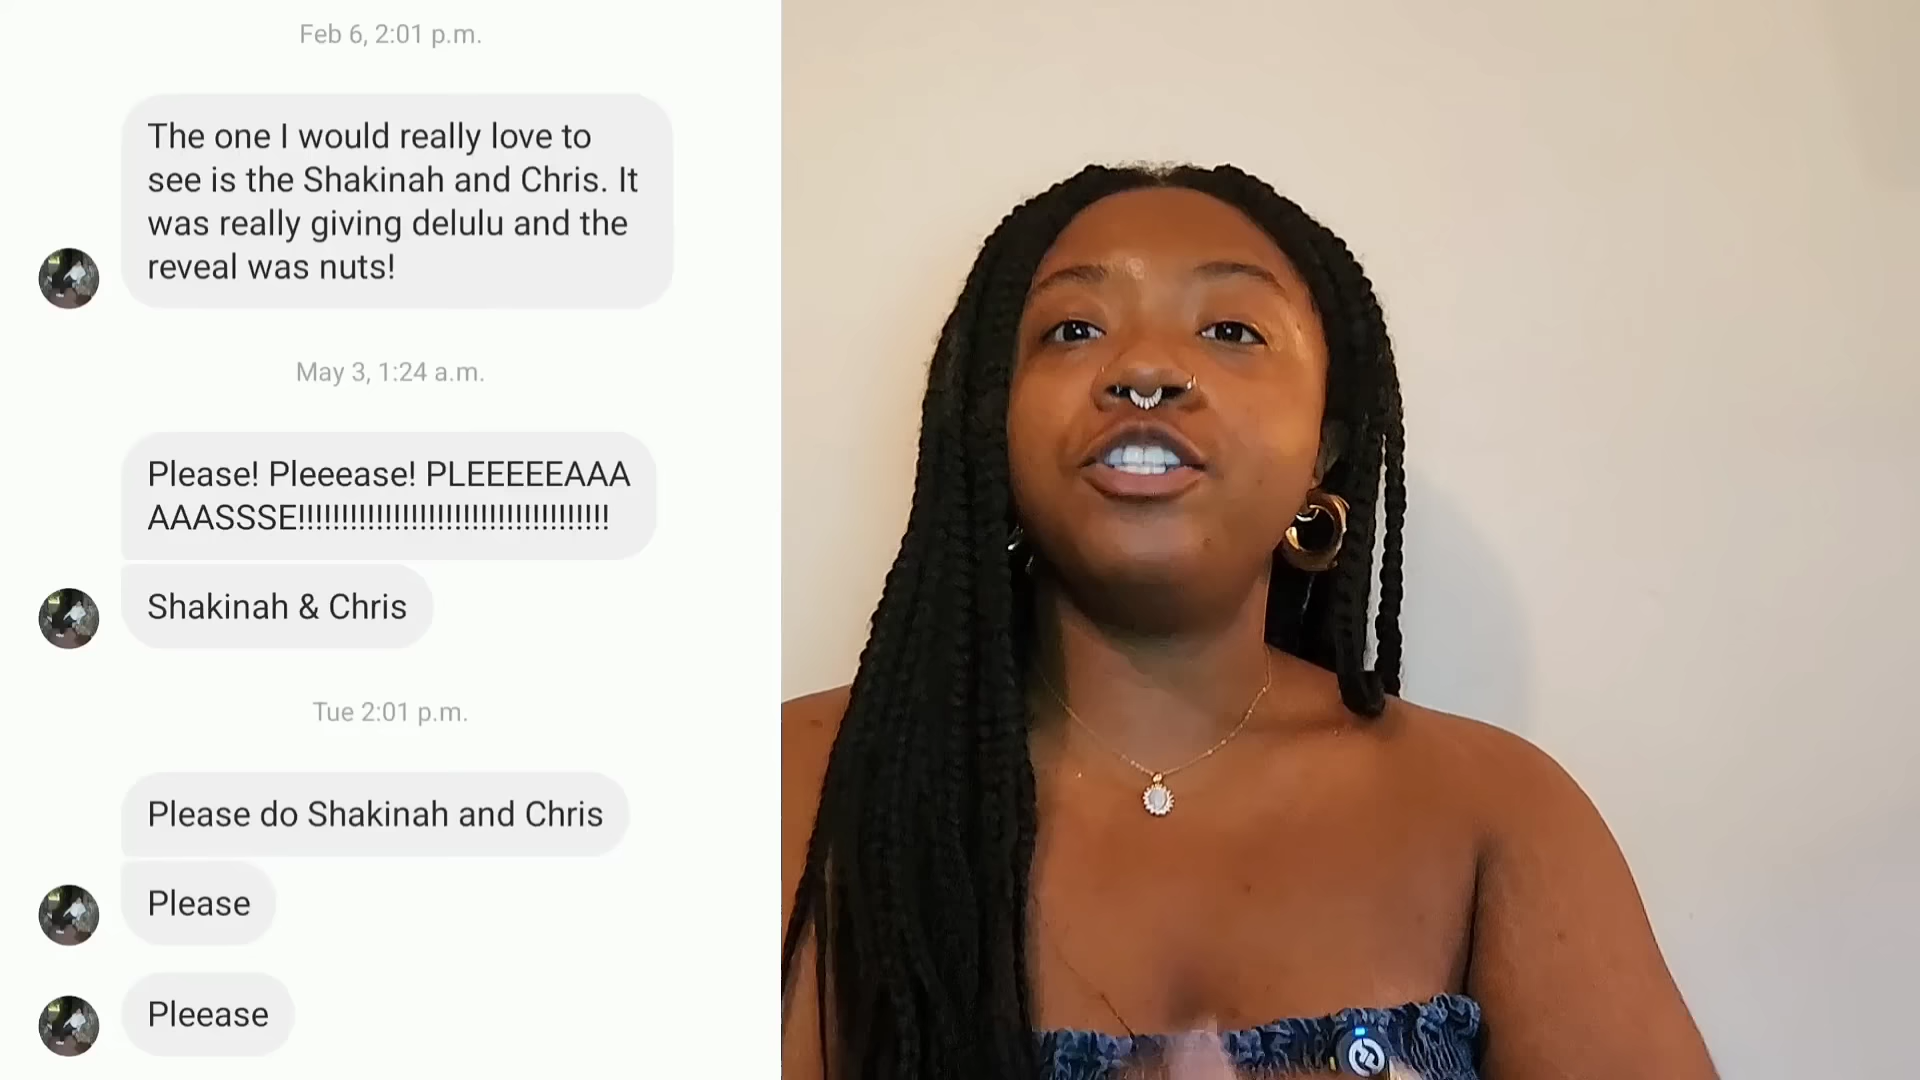 Feb 6, 2:01 p.m.
The one I would really love to
see is the Shakinah and Chris. It
was really giving delulu and the
reveal was nuts!
May 3, 1:24 a.m.
Please! Pleeease! PLEEEEEAAA
AAASSSE!!!!!!!!!!!!!!!!!!!!!!!!!!!!!!!!!!!!
Shakinah & Chris
Tue 2:01 p.m.
Please do Shakinah and Chris
Please
Pleease